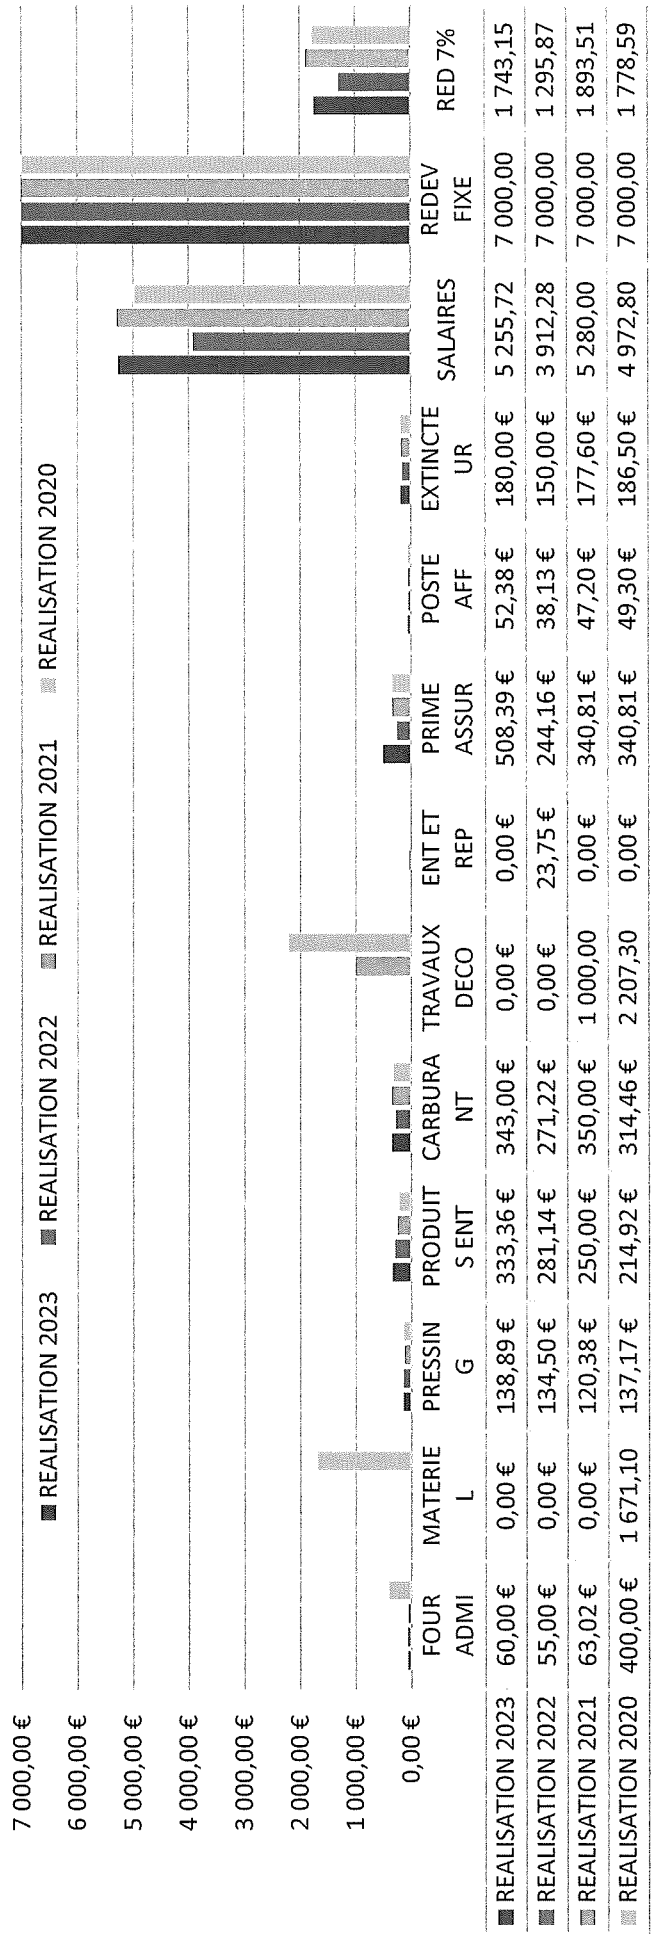 ■ REALISATION 2023 ■ REALISATION 2022 ■ REALISATION 2021 ■ REALISATION 2020
7 000,00 €
6 000,00 €
5 000,00 €
4 000,00 €
3 000,00 €
2 000,00 €
1 000,00 €
0,00 €
FOUR MATERIE PRESSIN PRODUIT CARBURA TRAVAUX ENT ET PRIME POSTE EXTINCTE SALAIRES REDEV RED 7%
ADMI L G S ENT NT DECO REP ASSUR AFF UR FIXE
■ REALISATION 2023 60,00 € 0,00 € 138,89 € 333,36 € 343,00 € 0,00 € 0,00 € 508,39 € 52,38 € 180,00 € 5 255,72 7 000,00 1 743,15
■ REALISATION 2022 55,00 € 0,00 € 134,50 € 281,14 € 271,22 € 0,00 € 23,75 € 244,16 € 38,13 € 150,00 € 3 912,28 7 000,00 1 295,87
■ REALISATION 2021 63,02 € 0,00 € 120,38 € 250,00 € 350,00 € 1 000,00 0,00 € 340,81 € 47,20 € 177,60 € 5 280,00 7 000,00 1 893,51
■ REALISATION 2020 400,00 € 1 671,10 137,17 € 214,92 € 314,46 € 2 207,30 0,00 € 340,81 € 49,30 € 186,50 € 4 972,80 7 000,00 1 778,59